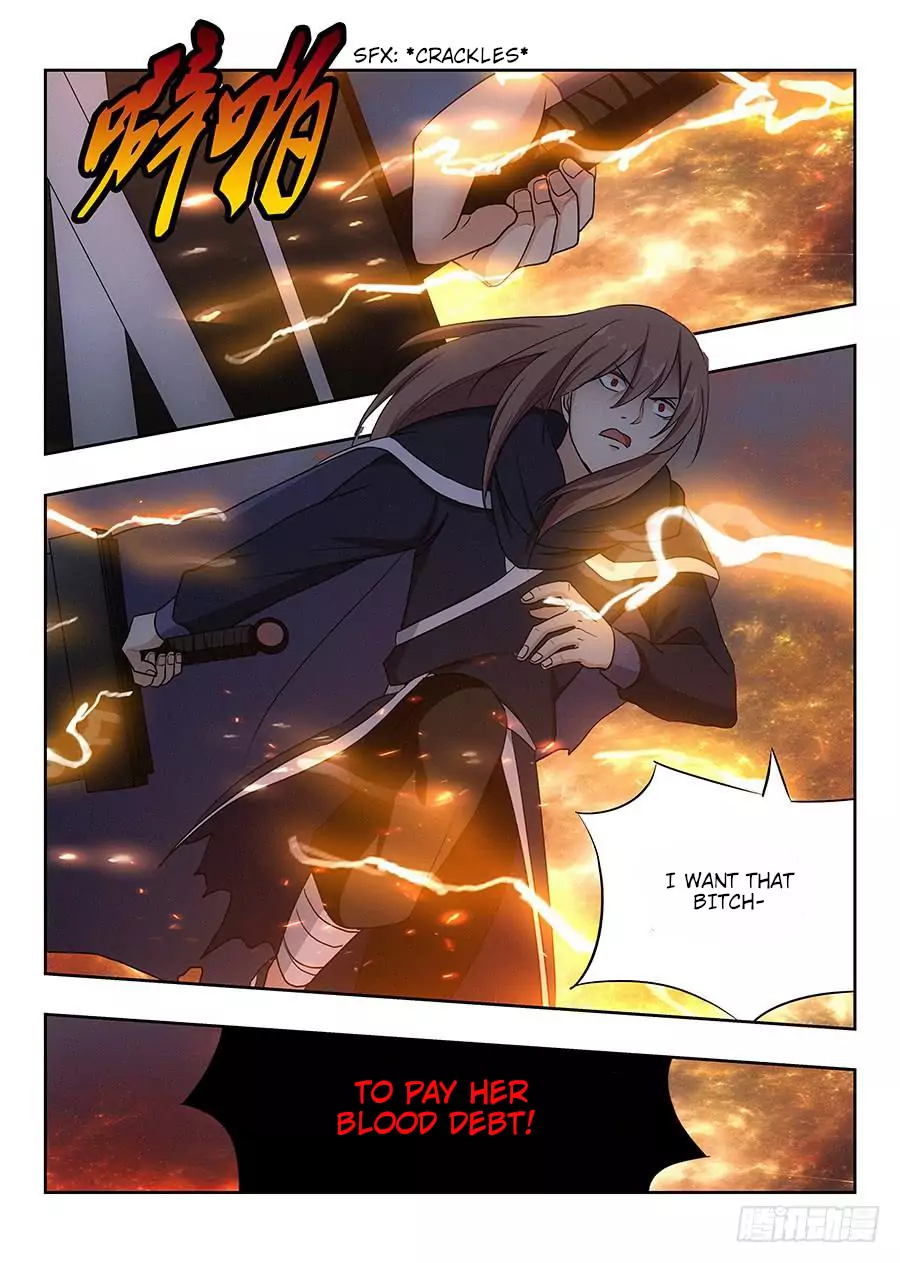 噼啪
SFX: *CRACKLES*
I WANT THAT
BITCH-
TO PAY HER
BLOOD DEBT!
腾讯动漫